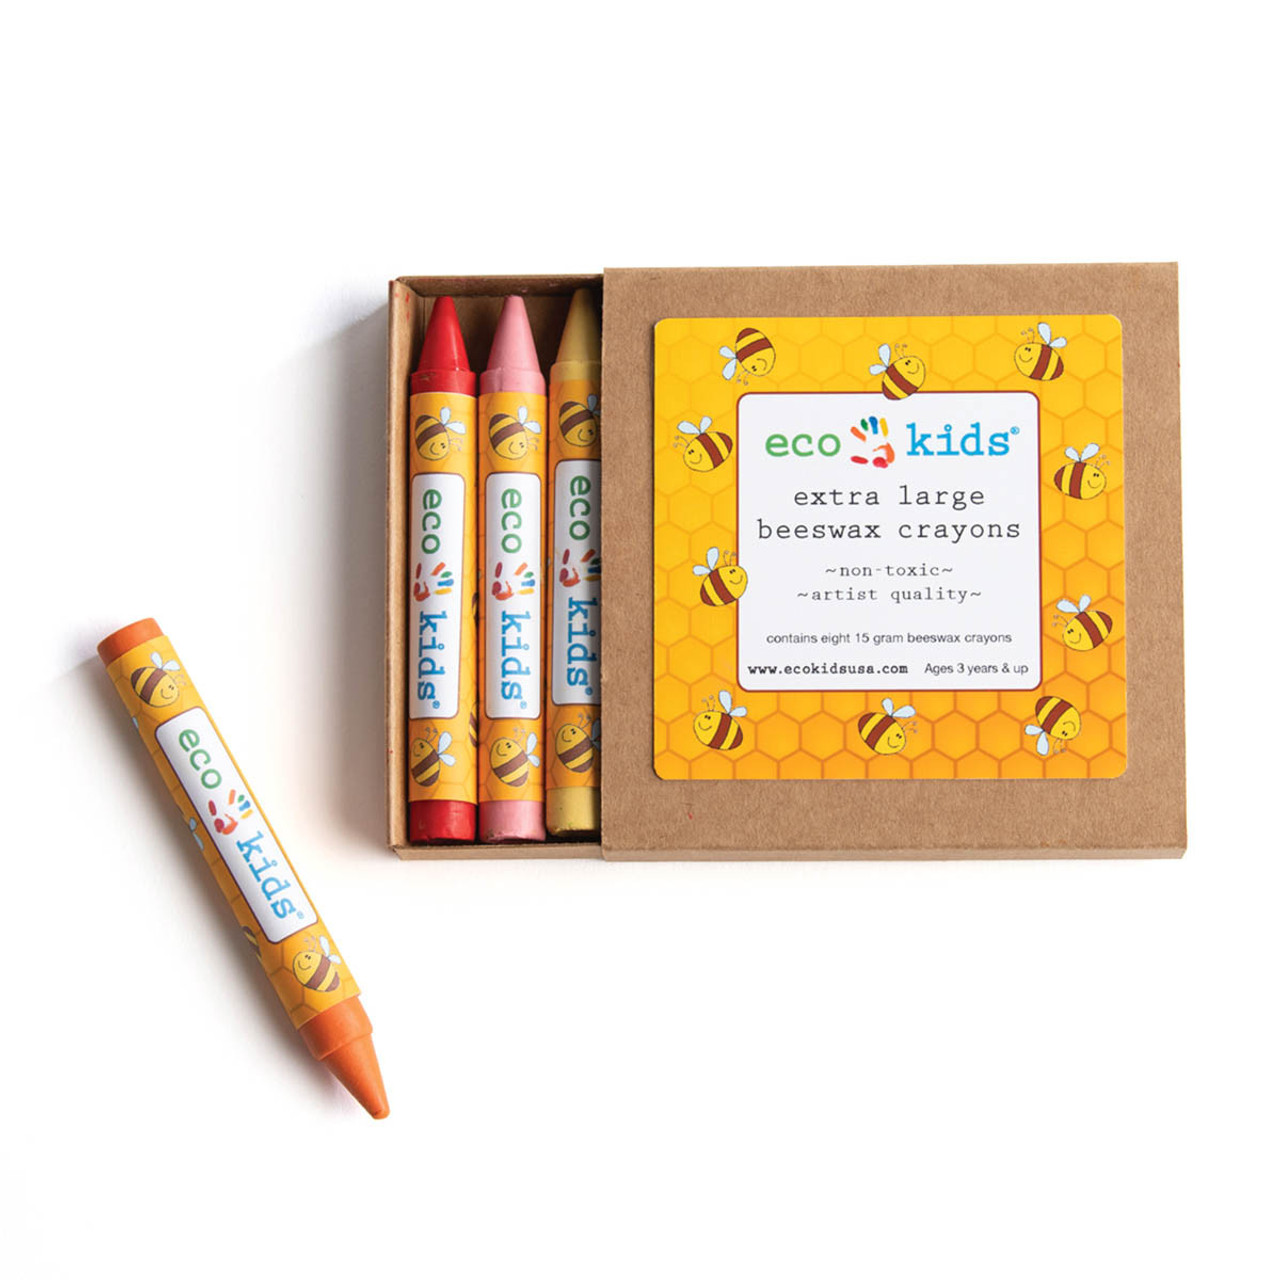 eco kids®
extra large
beeswax crayons
~non-toxic~
~artist quality~
contains eight 15 gram beeswax crayons
www.ecokidsusa.com Ages 3 years & up
eco kids®
eco kids®
eco kids®
eco kids®